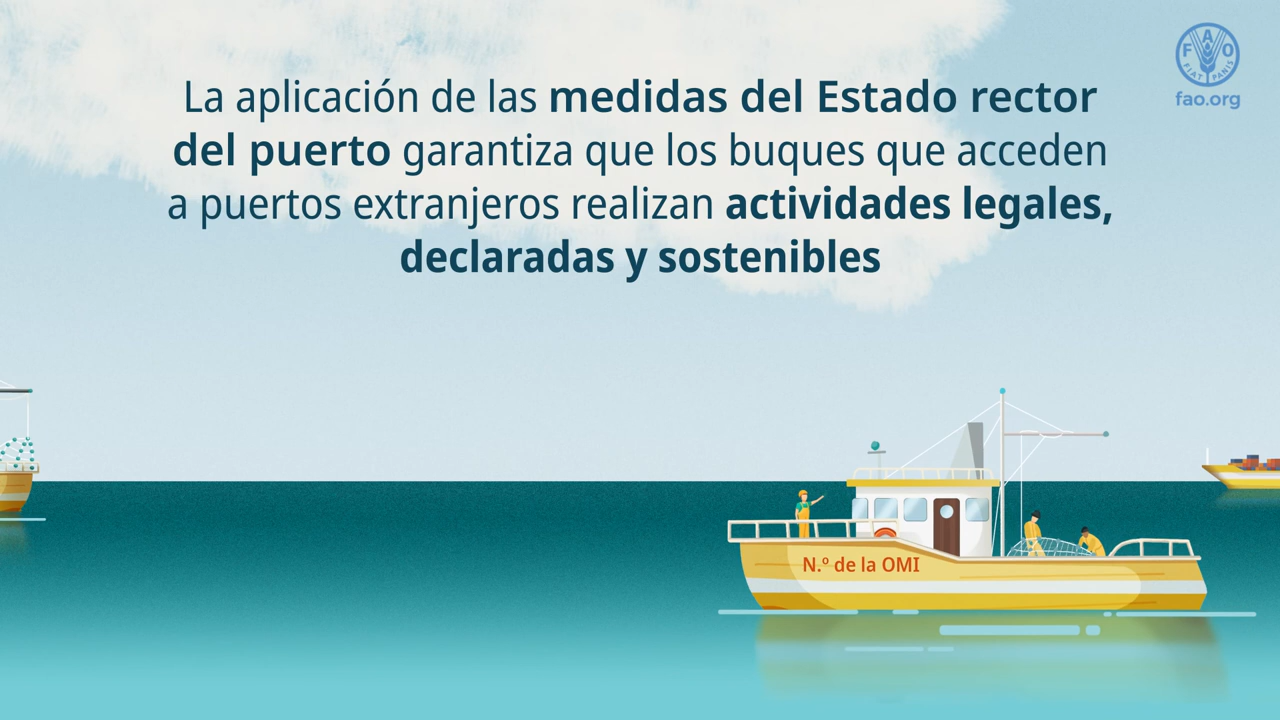 La aplicación de las medidas del Estado rector
del puerto garantiza que los buques que acceden
a puertos extranjeros realizan actividades legales,
declaradas y sostenibles
F A O
FIAT PANIS
fao.org
N.º de la OMI